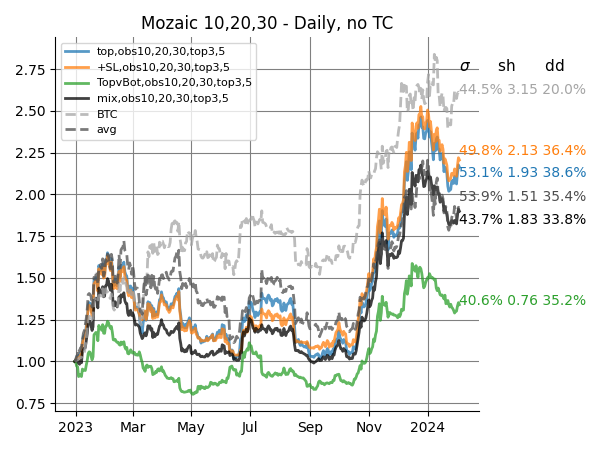 Mozaic 10,20,30 - Daily, no TC
top,obs10,20,30,top3,5
+SL,obs10,20,30,top3,5
TopvBot,obs10,20,30,top3,5
mix,obs10,20,30,top3,5
BTC
avg
σ sh dd
44.5% 3.15 20.0%
49.8% 2.13 36.4%
53.1% 1.93 38.6%
53.9% 1.51 35.4%
43.7% 1.83 33.8%
40.6% 0.76 35.2%
2.75
2.50
2.25
2.00
1.75
1.50
1.25
1.00
0.75
2023 Mar May Jul Sep Nov 2024